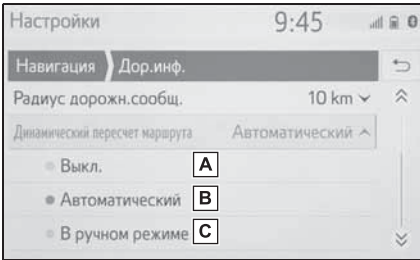 Настройки 9:45
Навигация Дор.инф.
Радиус дорожн.сообщ. 10 km
Динамический пересчет маршрута Автоматический
Выкл. A
Автоматический B
В ручном режиме C